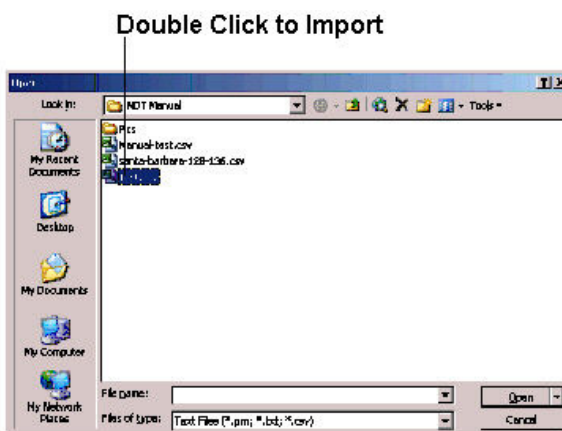 Double Click to Import
Open
Look in:
NDT Manual
Tools
Pics
Manual-test.csv
santa-barbara-128-136.csv
My Recent
Documents
Desktop
My Documents
My Computer
My Network
Places
File name:
Open
Files of type:
Text Files (*.prn; *.txt; *.csv)
Cancel